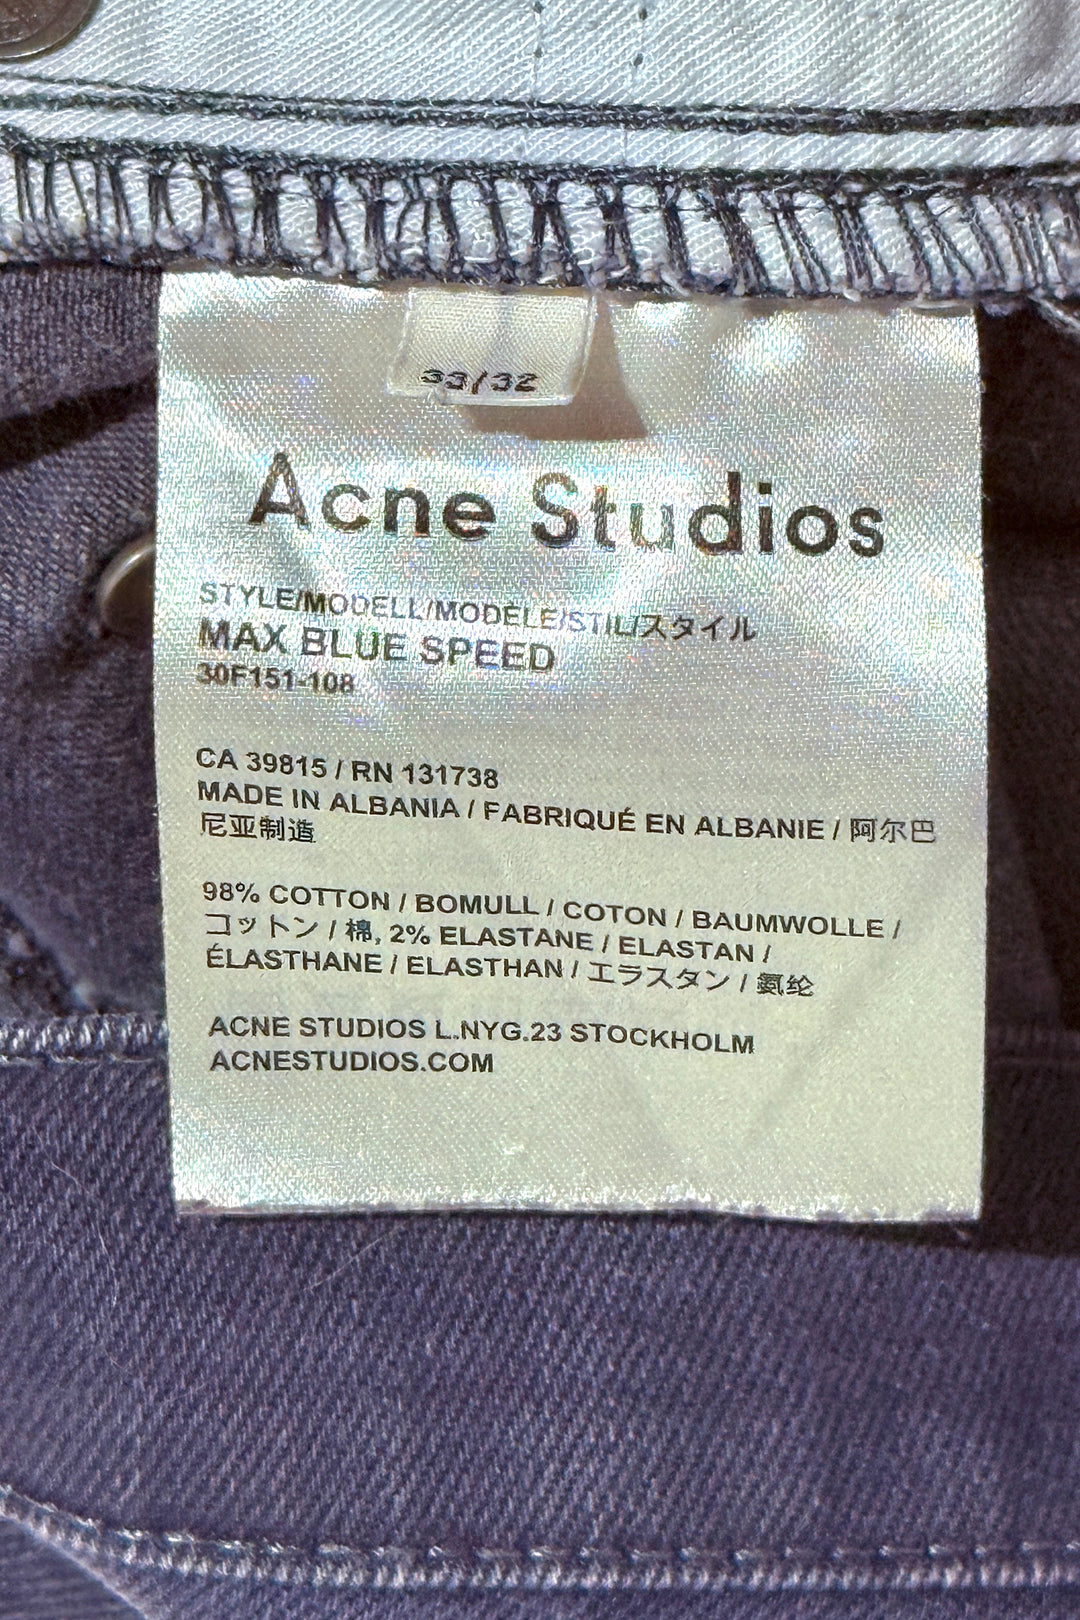 33/32
Acne Studios
STYLE/MODELL/MODELE/STIL/スタイル
MAX BLUE SPEED
30F151-108
CA 39815 / RN 131738
MADE IN ALBANIA / FABRIQUÉ EN ALBANIE / 阿尔巴
尼亚制造
98% COTTON / BOMULL / COTON / BAUMWOLLE /
コットン / 棉, 2% ELASTANE / ELASTAN /
ÉLASTHANE / ELASTHAN / エラスタン / 氨纶
ACNE STUDIOS L.NYG.23 STOCKHOLM
ACNESTUDIOS.COM